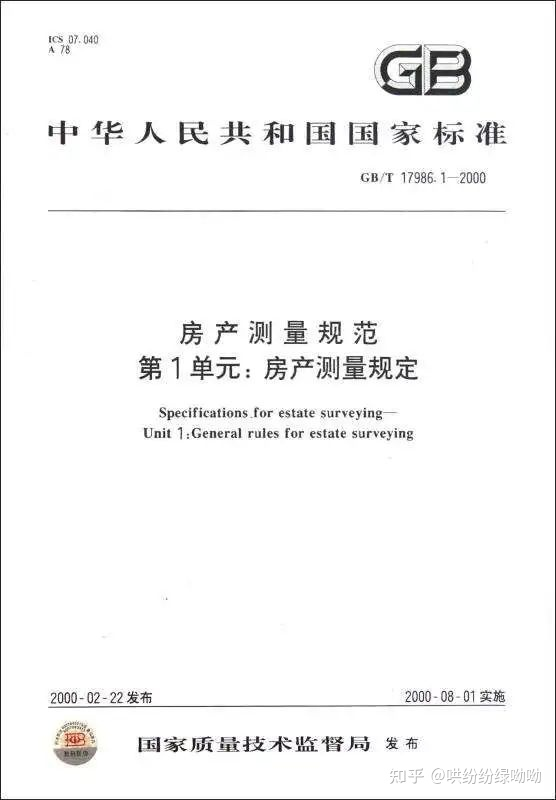 ICS 07.040
A 78
GB
中华人民共和国国家标准
GB/T 17986.1—2000
房产测量规范
第1单元：房产测量规定
Specifications for estate surveying—
Unit 1:General rules for estate surveying
2000-02-22发布
2000-08-01实施
国家质量技术监督局 发布
知乎 @哄纷纷绿呦呦